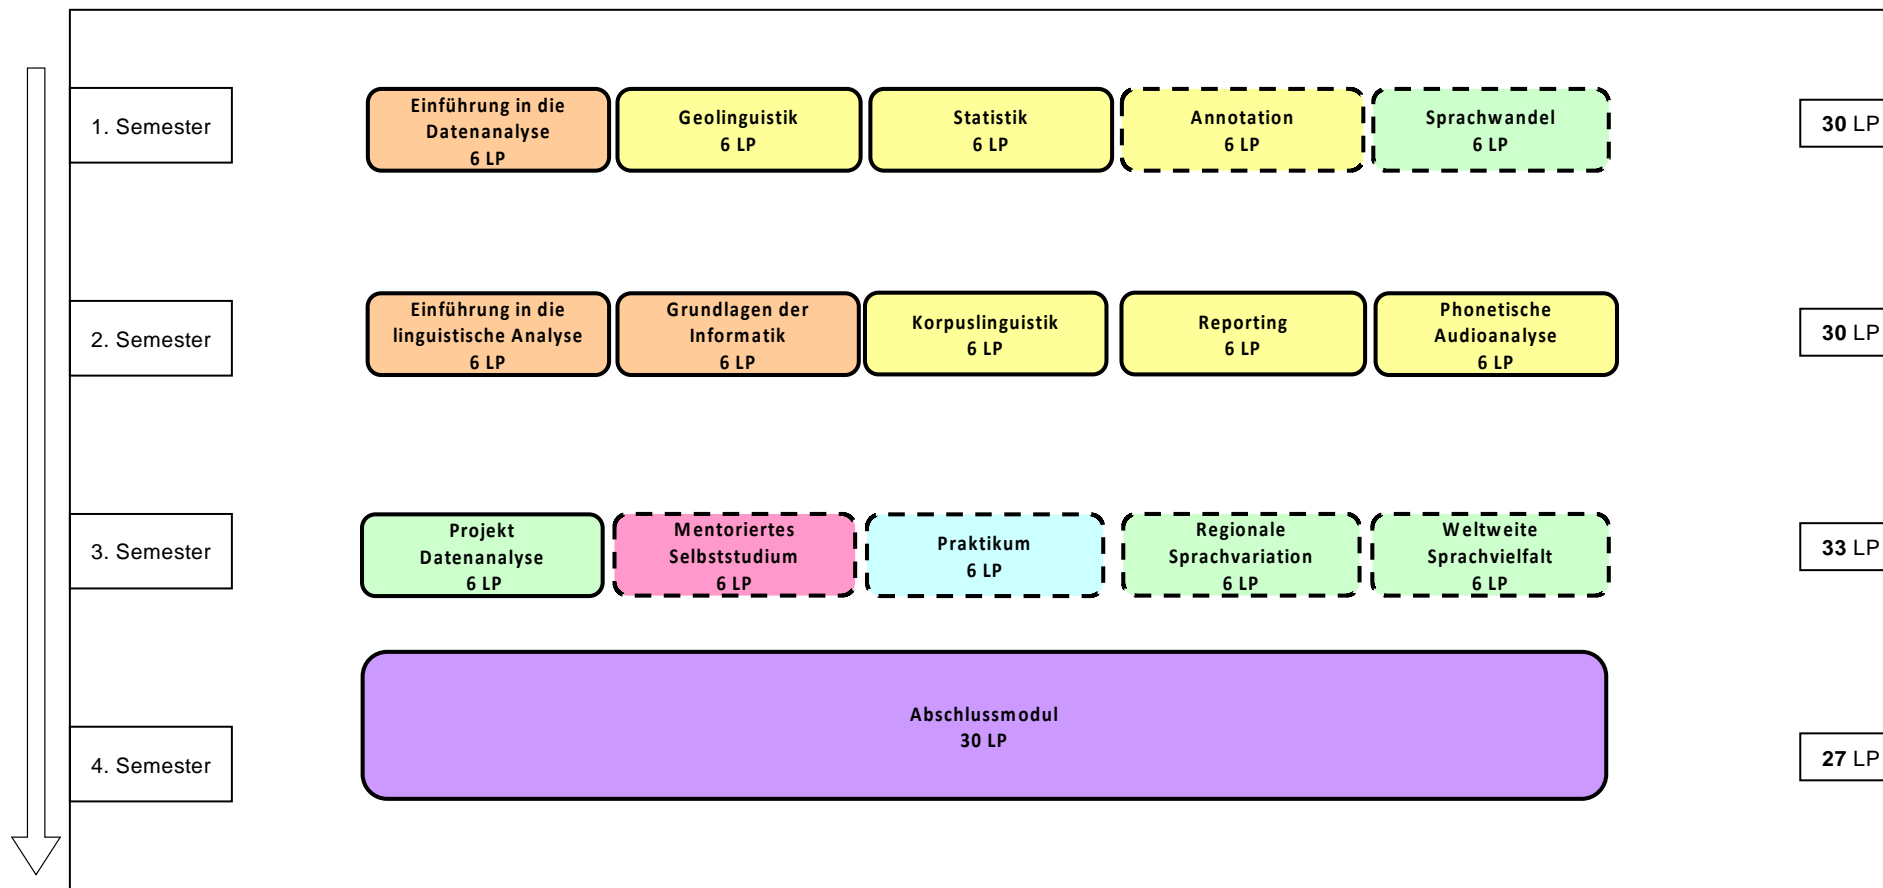 1. Semester
Einführung in die
Datenanalyse
6 LP
Geolinguistik
6 LP
Statistik
6 LP
Annotation
6 LP
Sprachwandel
6 LP
30 LP
2. Semester
Einführung in die
linguistische Analyse
6 LP
Grundlagen der
Informatik
6 LP
Korpuslinguistik
6 LP
Reporting
6 LP
Phonetische
Audioanalyse
6 LP
30 LP
3. Semester
Projekt
Datenanalyse
6 LP
Mentoriertes
Selbststudium
6 LP
Praktikum
6 LP
Regionale
Sprachvariation
6 LP
Weltweite
Sprachvielfalt
6 LP
33 LP
4. Semester
Abschlussmodul
30 LP
27 LP